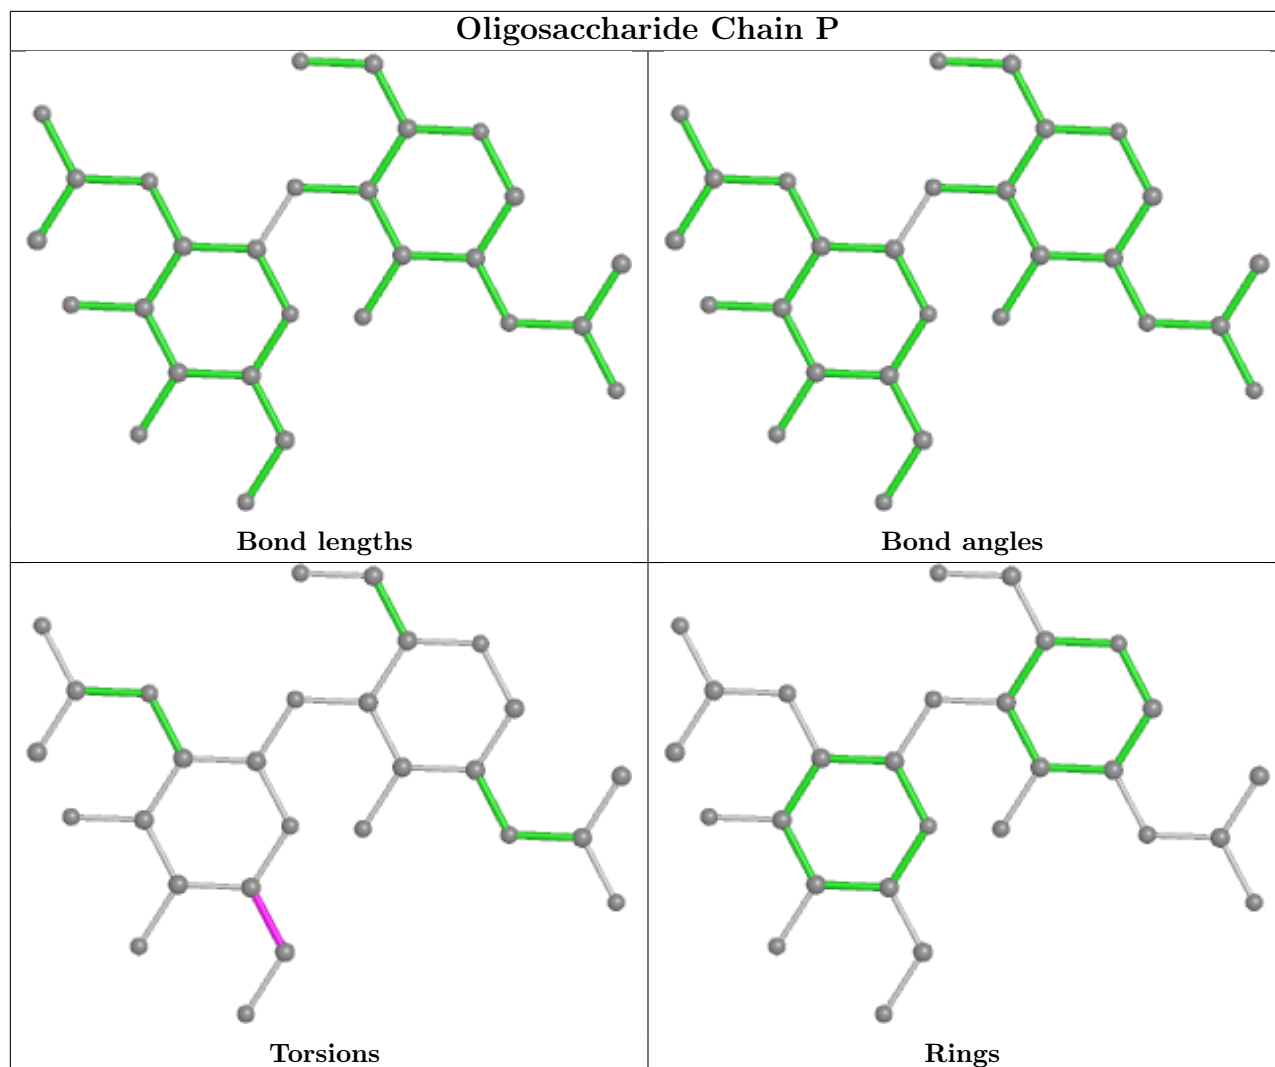 Oligosaccharide Chain P
Bond lengths
Bond angles
Torsions
Rings